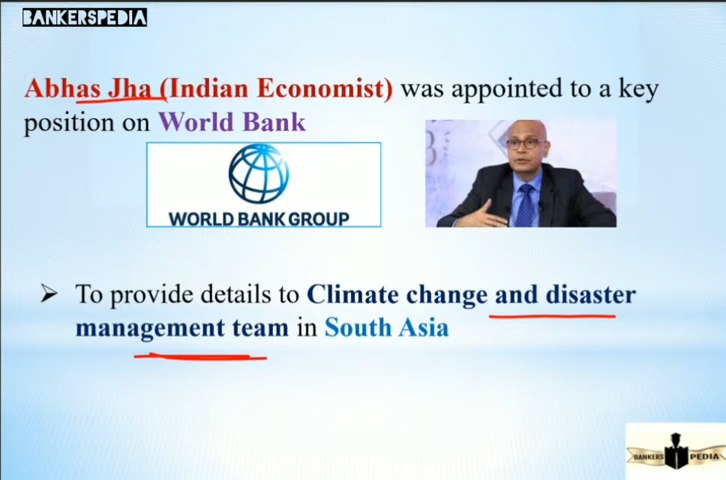 BANKERSPEDIA
Abhas Jha (Indian Economist) was appointed to a key
position on World Bank
WORLD BANK GROUP
➤ To provide details to Climate change and disaster
management team in South Asia
BANKERS PEDIA